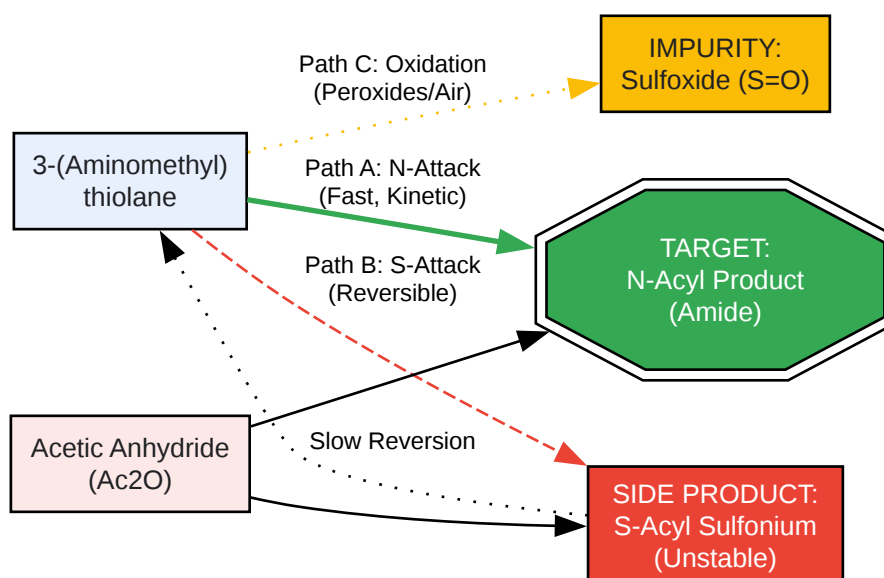 Path C: Oxidation
(Peroxides/Air)
IMPURITY:
Sulfoxide (S=O)
3-(Aminomethyl)
thiolane
Path A: N-Attack
(Fast, Kinetic)
TARGET:
N-Acyl Product
(Amide)
Path B: S-Attack
(Reversible)
Acetic Anhydride
(Ac2O)
Slow Reversion
SIDE PRODUCT:
S-Acyl Sulfonium
(Unstable)